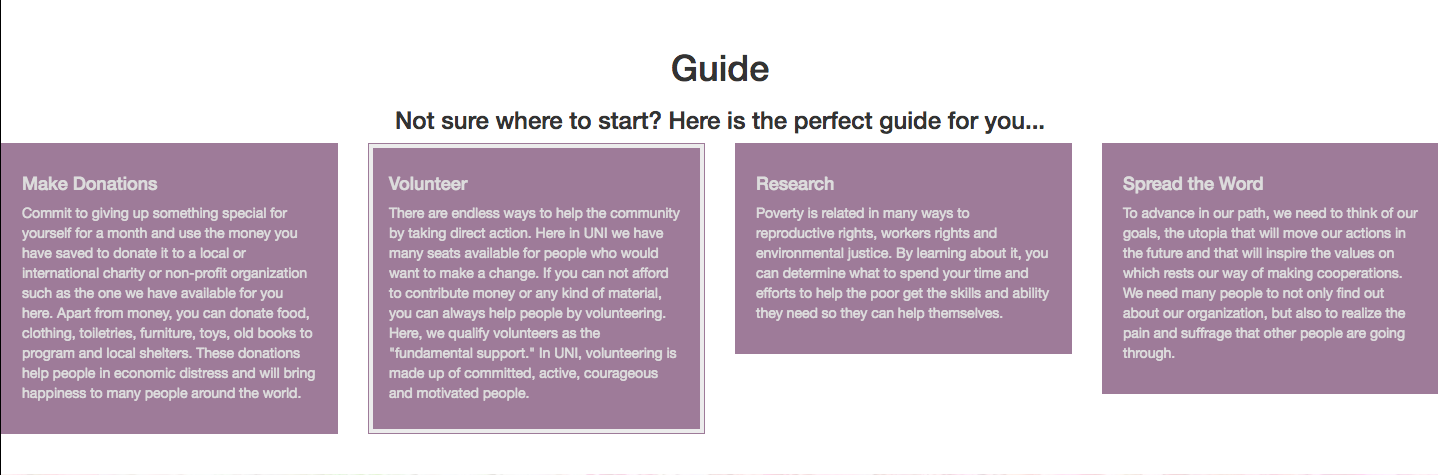 Guide
Not sure where to start? Here is the perfect guide for you...
Make Donations
Commit to giving up something special for
yourself for a month and use the money you
have saved to donate it to a local or
international charity or non-profit organization
such as the one we have available for you
here. Apart from money, you can donate food,
clothing, toiletries, furniture, toys, old books to
program and local shelters. These donations
help people in economic distress and will bring
happiness to many people around the world.
Volunteer
There are endless ways to help the community
by taking direct action. Here in UNI we have
many seats available for people who would
want to make a change. If you can not afford
to contribute money or any kind of material,
you can always help people by volunteering.
Here, we qualify volunteers as the
"fundamental support." In UNI, volunteering is
made up of committed, active, courageous
and motivated people.
Research
Poverty is related in many ways to
reproductive rights, workers rights and
environmental justice. By learning about it, you
can determine what to spend your time and
efforts to help the poor get the skills and ability
they need so they can help themselves.
Spread the Word
To advance in our path, we need to think of our
goals, the utopia that will move our actions in
the future and that will inspire the values on
which rests our way of making cooperations.
We need many people to not only find out
about our organization, but also to realize the
pain and suffrage that other people are going
through.